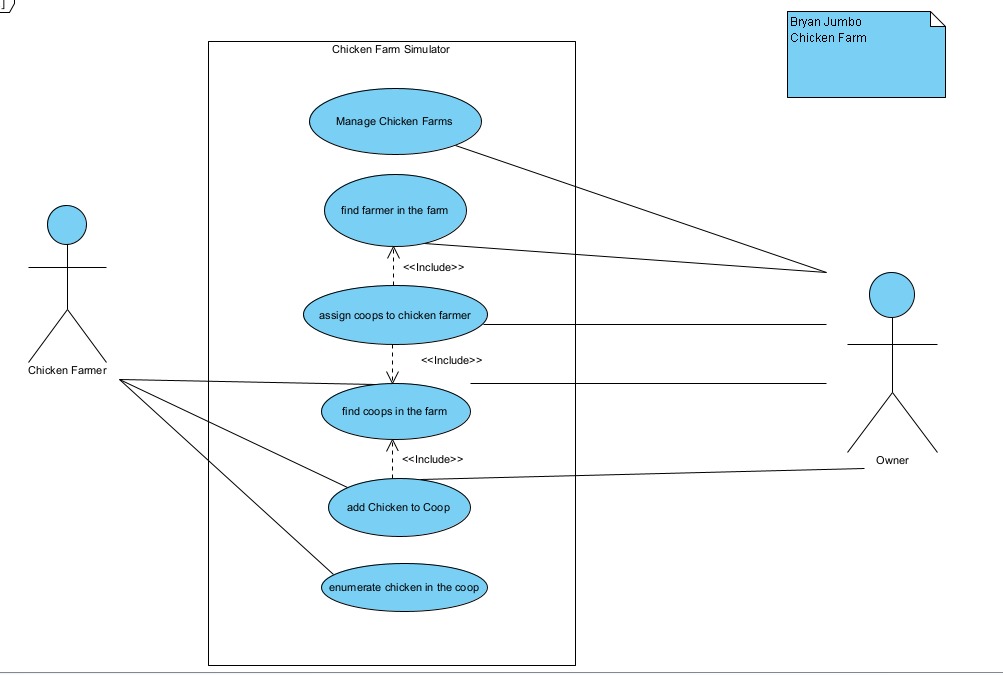 ]
Bryan Jumbo
Chicken Farm
Chicken Farm Simulator
Manage Chicken Farms
find farmer in the farm
<<Include>>
assign coops to chicken farmer
<<Include>>
Chicken Farmer
find coops in the farm
<<Include>>
Owner
add Chicken to Coop
enumerate chicken in the coop